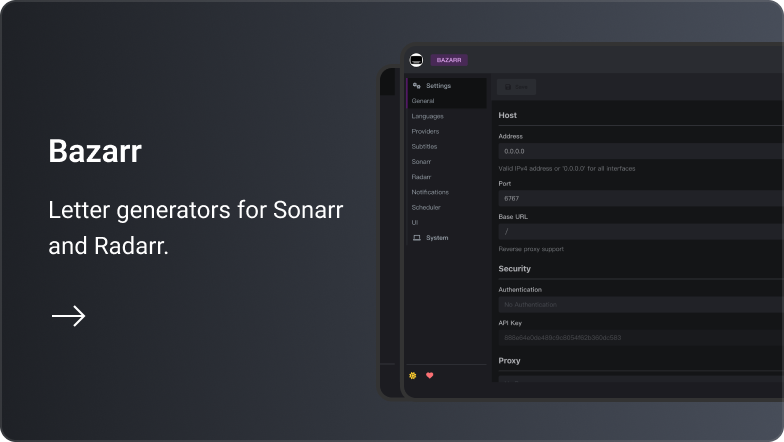 Bazarr
Letter generators for Sonarr
and Radarr.
BAZARR
Settings
General
Languages
Providers
Subtitles
Sonarr
Radarr
Notifications
Scheduler
UI
System
Host
Address
0.0.0.0
Valid IPv4 address or '0.0.0.0' for all interfaces
Port
6767
Base URL
/
Reverse proxy support
Security
Authentication
No Authentication
API Key
Proxy